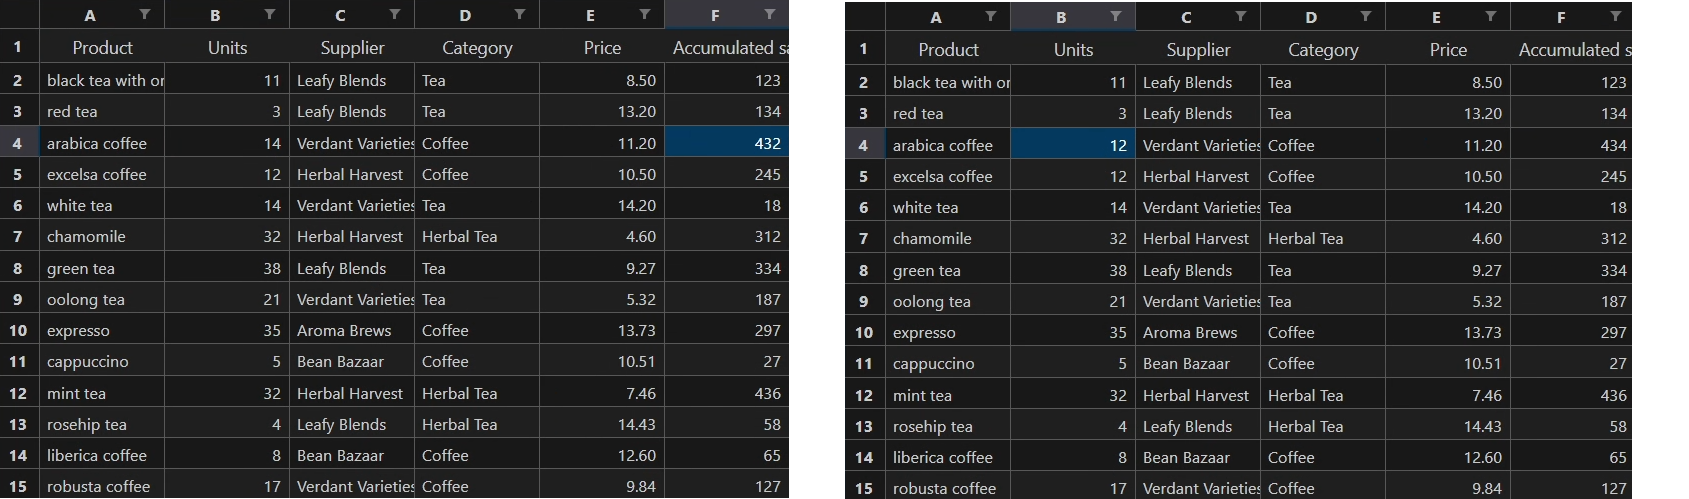 A B C D E F
1 Product Units Supplier Category Price Accumulated sa
2 black tea with or 11 Leafy Blends Tea 8.50 123
3 red tea 3 Leafy Blends Tea 13.20 134
4 arabica coffee 14 Verdant Varieties Coffee 11.20 432
5 excelsa coffee 12 Herbal Harvest Coffee 10.50 245
6 white tea 14 Verdant Varieties Tea 14.20 18
7 chamomile 32 Herbal Harvest Herbal Tea 4.60 312
8 green tea 38 Leafy Blends Tea 9.27 334
9 oolong tea 21 Verdant Varieties Tea 5.32 187
10 expresso 35 Aroma Brews Coffee 13.73 297
11 cappuccino 5 Bean Bazaar Coffee 10.51 27
12 mint tea 32 Herbal Harvest Herbal Tea 7.46 436
13 rosehip tea 4 Leafy Blends Herbal Tea 14.43 58
14 liberica coffee 8 Bean Bazaar Coffee 12.60 65
15 robusta coffee 17 Verdant Varieties Coffee 9.84 127
A B C D E F
1 Product Units Supplier Category Price Accumulated s
2 black tea with or 11 Leafy Blends Tea 8.50 123
3 red tea 3 Leafy Blends Tea 13.20 134
4 arabica coffee 12 Verdant Varieties Coffee 11.20 434
5 excelsa coffee 12 Herbal Harvest Coffee 10.50 245
6 white tea 14 Verdant Varieties Tea 14.20 18
7 chamomile 32 Herbal Harvest Herbal Tea 4.60 312
8 green tea 38 Leafy Blends Tea 9.27 334
9 oolong tea 21 Verdant Varieties Tea 5.32 187
10 expresso 35 Aroma Brews Coffee 13.73 297
11 cappuccino 5 Bean Bazaar Coffee 10.51 27
12 mint tea 32 Herbal Harvest Herbal Tea 7.46 436
13 rosehip tea 4 Leafy Blends Herbal Tea 14.43 58
14 liberica coffee 8 Bean Bazaar Coffee 12.60 65
15 robusta coffee 17 Verdant Varieties Coffee 9.84 127